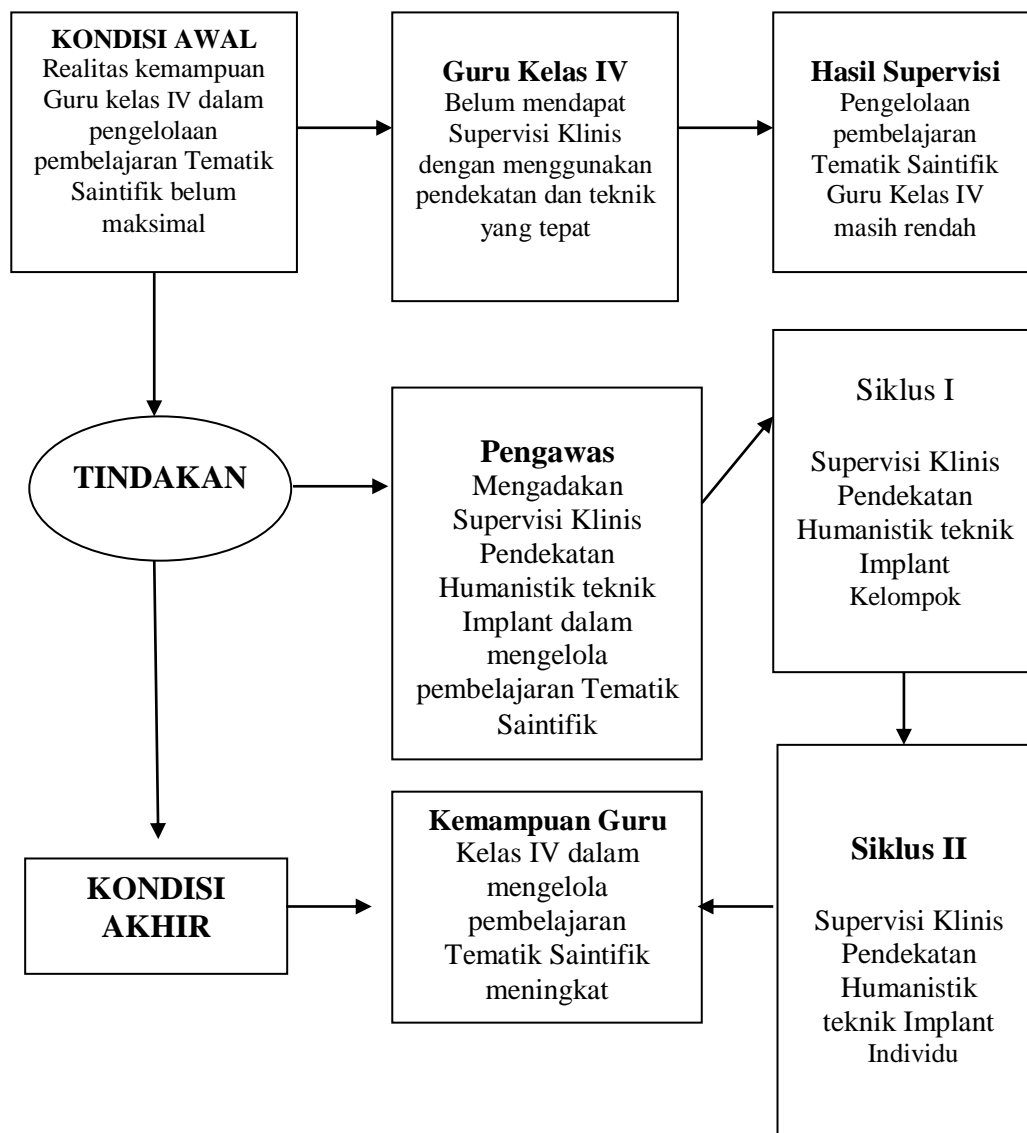 KONDISI AWAL
Realitas kemampuan
Guru kelas IV dalam
pengelolaan
pembelajaran Tematik
Saintifik belum
maksimal
Guru Kelas IV
Belum mendapat
Supervisi Klinis
dengan menggunakan
pendekatan dan teknik
yang tepat
Hasil Supervisi
Pengelolaan
pembelajaran
Tematik Saintifik
Guru Kelas IV
masih rendah
TINDAKAN
Pengawas
Mengadakan
Supervisi Klinis
Pendekatan
Humanistik teknik
Implant dalam
mengelola
pembelajaran Tematik
Saintifik
Siklus I
Supervisi Klinis
Pendekatan
Humanistik teknik
Implant
Kelompok
KONDISI
AKHIR
Kemampuan Guru
Kelas IV dalam
mengelola
pembelajaran
Tematik Saintifik
meningkat
Siklus II
Supervisi Klinis
Pendekatan
Humanistik
teknik Implant
Individu